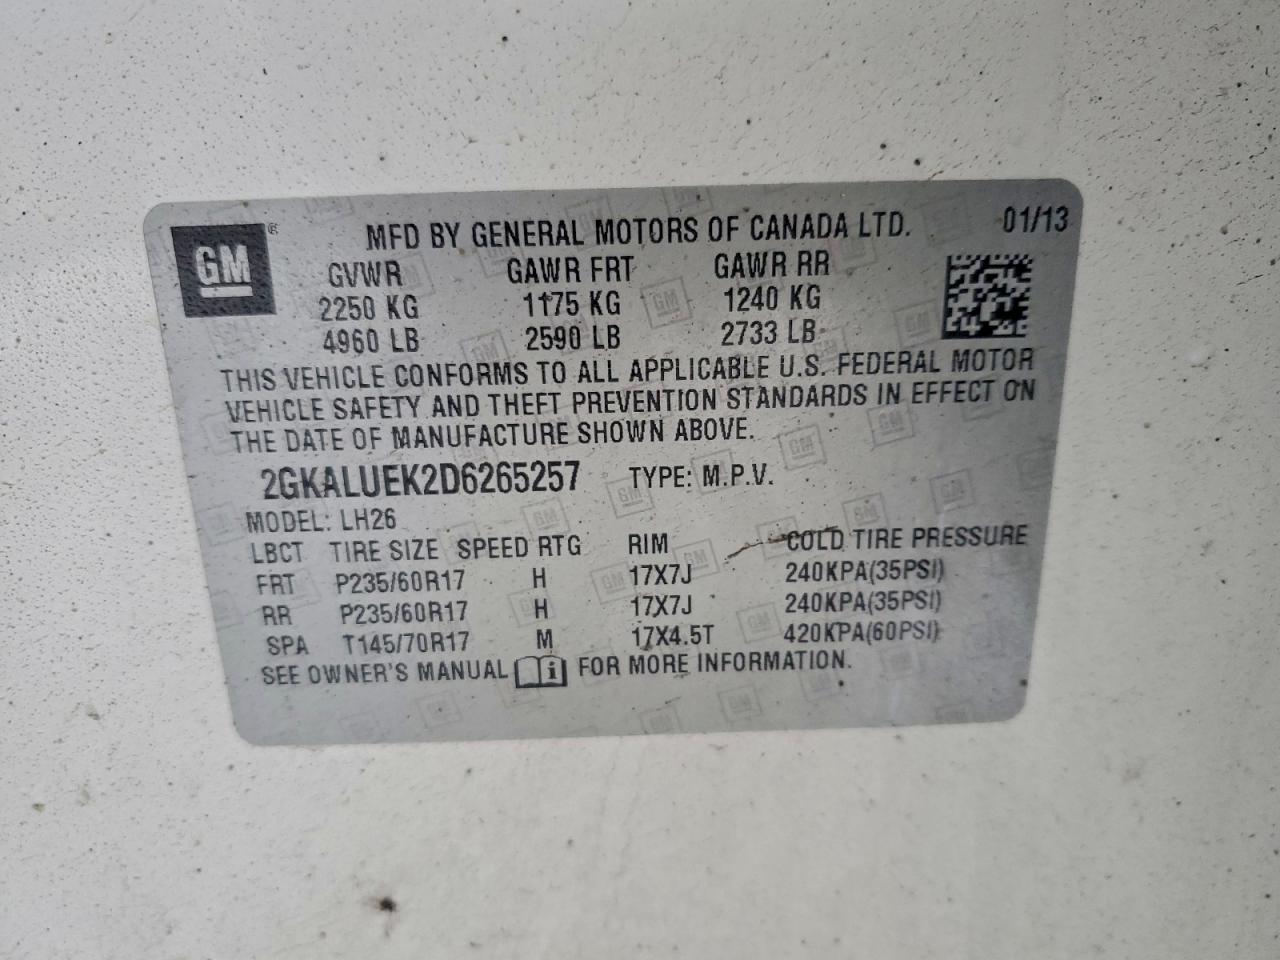 GM ®
MFD BY GENERAL MOTORS OF CANADA LTD. 01/13
GVWR GAWR FRT GAWR RR
2250 KG 1175 KG 1240 KG
4960 LB 2590 LB 2733 LB
THIS VEHICLE CONFORMS TO ALL APPLICABLE U.S. FEDERAL MOTOR
VEHICLE SAFETY AND THEFT PREVENTION STANDARDS IN EFFECT ON
THE DATE OF MANUFACTURE SHOWN ABOVE.
2GKALUEK2D6265257 TYPE: M.P.V.
MODEL: LH26
LBCT TIRE SIZE SPEED RTG RIM COLD TIRE PRESSURE
FRT P235/60R17 H 17X7J 240KPA(35PSI)
RR P235/60R17 H 17X7J 240KPA(35PSI)
SPA T145/70R17 M 17X4.5T 420KPA(60PSI)
SEE OWNER'S MANUAL i FOR MORE INFORMATION.